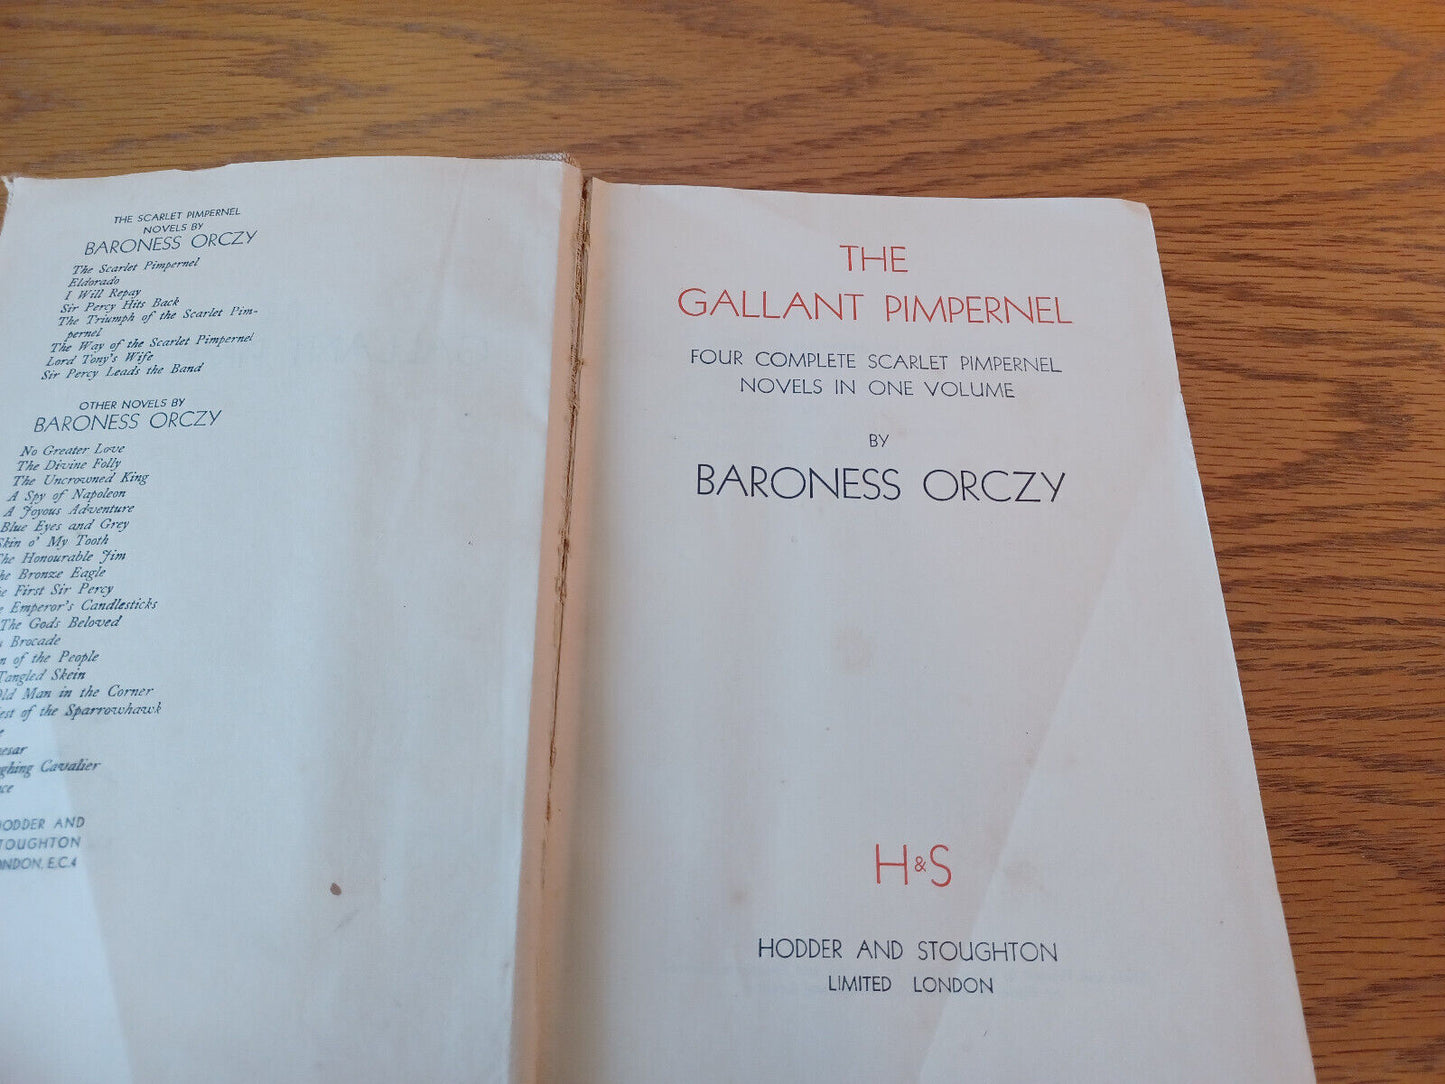 THE SCARLET PIMPERNEL
NOVELS BY
BARONESS ORCZY
The Scarlet Pimpernel
Eldorado
I Will Repay
Sir Percy Hits Back
The Triumph of the Scarlet Pim-
pernel
The Way of the Scarlet Pimpernel
Lord Tony's Wife
Sir Percy Leads the Band
OTHER NOVELS BY
BARONESS ORCZY
No Greater Love
The Divine Folly
The Uncrowned King
A Spy of Napoleon
A Joyous Adventure
Blue Eyes and Grey
Skin o' My Tooth
The Honourable Jim
The Bronze Eagle
First Sir Percy
Emperor's Candlesticks
The Gods Beloved
Brocade
of the People
Tangled Skein
Old Man in the Corner
of the Sparrowhawk
Cavalier
HODDER AND
STOUGHTON
LONDON, E.C.4
THE
GALLANT PIMPERNEL
FOUR COMPLETE SCARLET PIMPERNEL
NOVELS IN ONE VOLUME
BY
BARONESS ORCZY
H&S
HODDER AND STOUGHTON
LIMITED LONDON